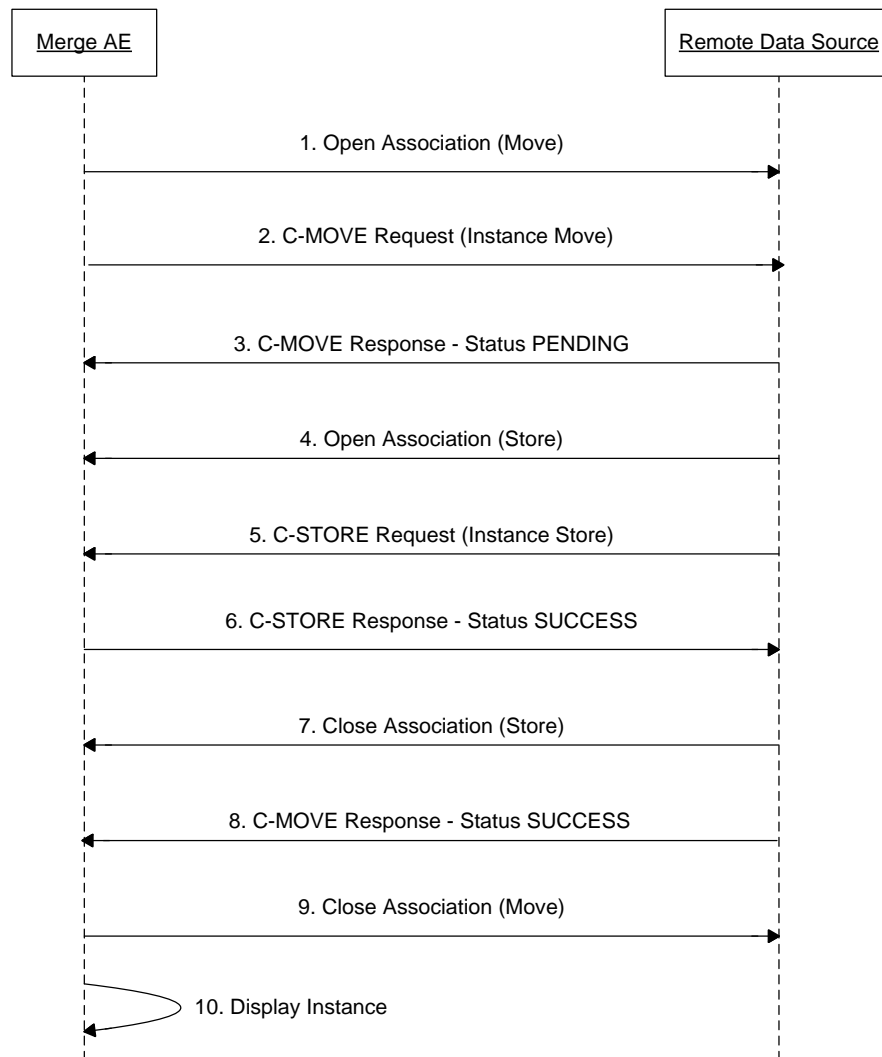 Merge AE
Remote Data Source
1. Open Association (Move)
2. C-MOVE Request (Instance Move)
3. C-MOVE Response - Status PENDING
4. Open Association (Store)
5. C-STORE Request (Instance Store)
6. C-STORE Response - Status SUCCESS
7. Close Association (Store)
8. C-MOVE Response - Status SUCCESS
9. Close Association (Move)
10. Display Instance